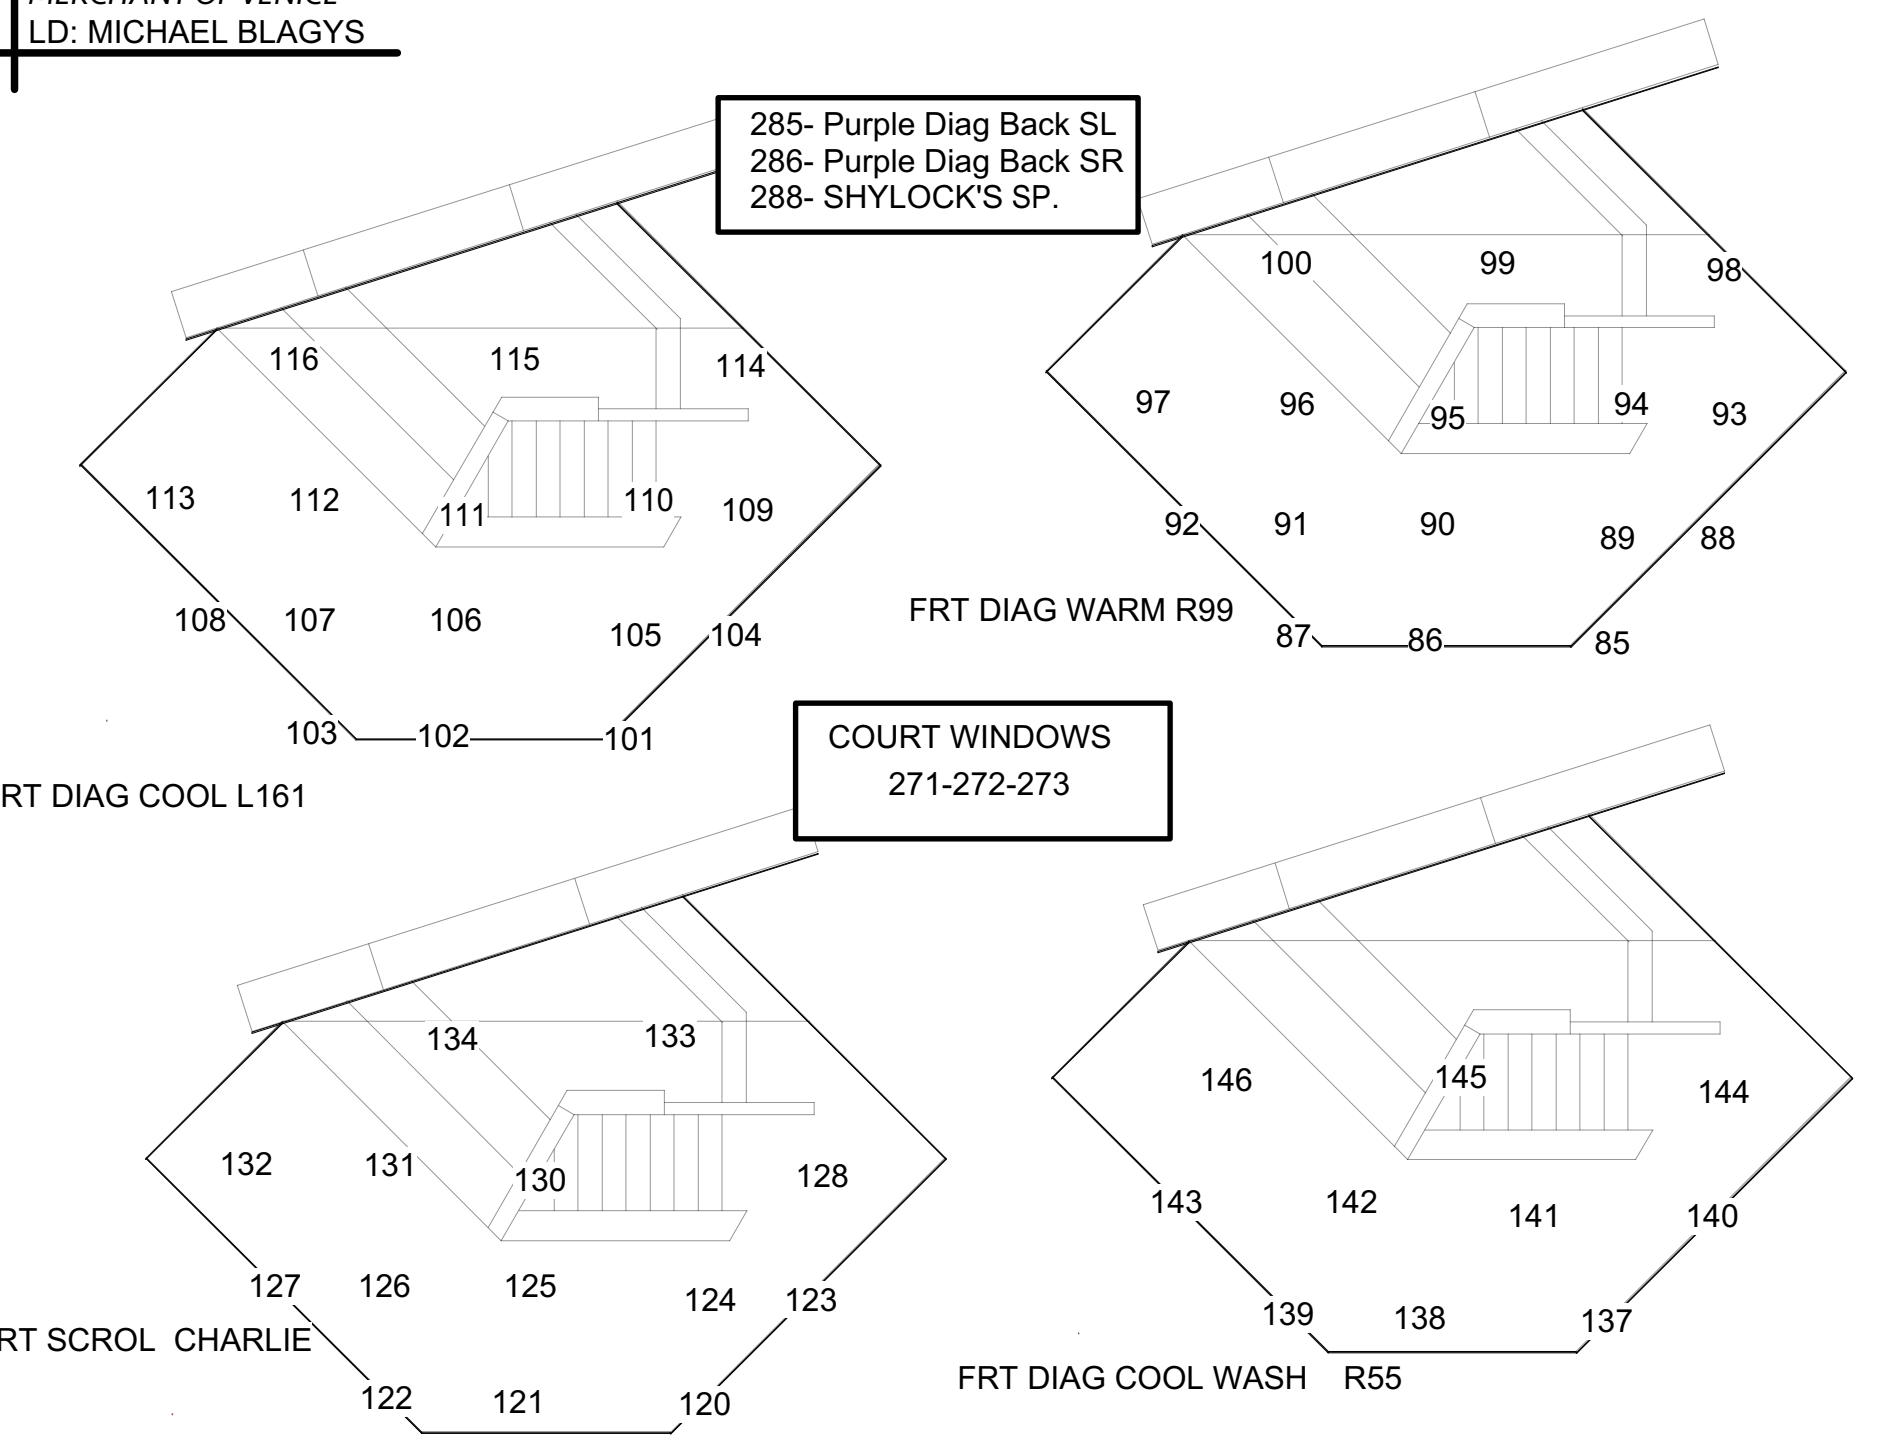 MERCHANT OF VENICE
LD: MICHAEL BLAGYS
285- Purple Diag Back SL
286- Purple Diag Back SR
288- SHYLOCK'S SP.
116 115 114
113 112 111 110 109
108 107 106 105 104
103 102 101
RT DIAG COOL L161
100 99 98
97 96 95 94 93
92 91 90 89 88
87 86 85
FRT DIAG WARM R99
COURT WINDOWS
271-272-273
134 133
132 131 130 128
127 126 125 124 123
122 121 120
RT SCROL CHARLIE
146 145 144
143 142 141 140
139 138 137
FRT DIAG COOL WASH R55